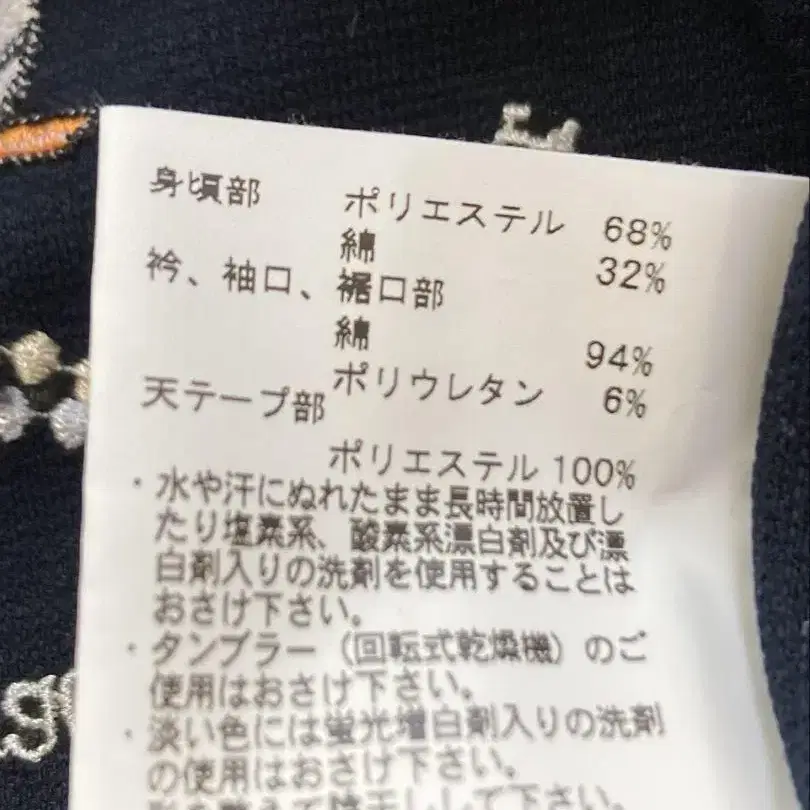 身頃部 ポリエステル 68%
綿 32%
衿、袖口、裾口部
綿 94%
ポリウレタン 6%
天テープ部
ポリエステル 100%
・水や汗にぬれたまま長時間放置し
たり塩素系、酸素系漂白剤及び漂
白剤入りの洗剤を使用することは
おさけ下さい。
・タンブラー（回転式乾燥機）のご
使用はおさけ下さい。
・淡い色には蛍光増白剤入りの洗剤
の使用はおさけ下さい。